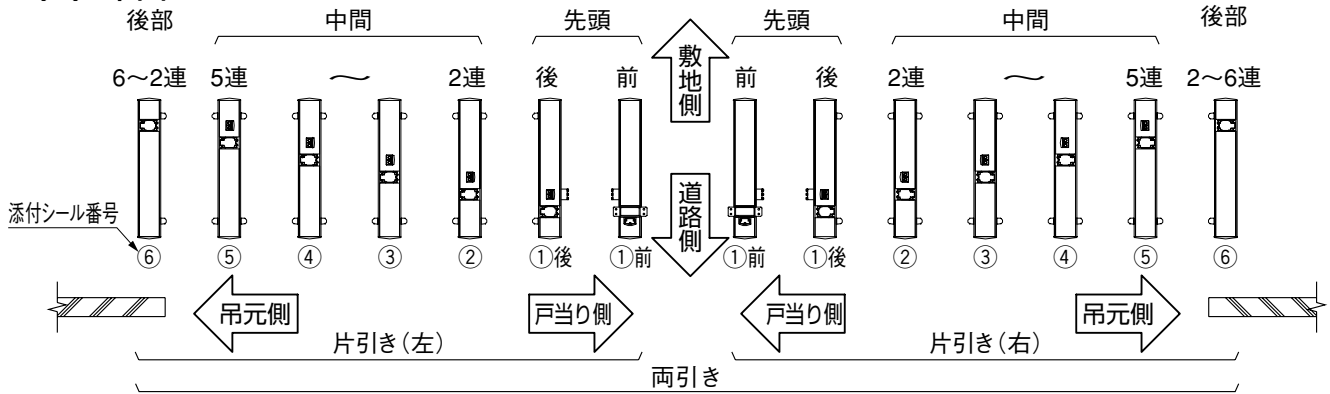 後部 中間 先頭 先頭 中間 後部
6〜2連 5連 〜 2連 後 前 敷地側 前 後 2連 〜 5連 2〜6連
道路側
添付シール番号
⑥ ⑤ ④ ③ ② ①後 ①前 ①前 ①後 ② ③ ④ ⑤ ⑥
吊元側 戸当り側 戸当り側 吊元側
片引き（左） 片引き（右）
両引き